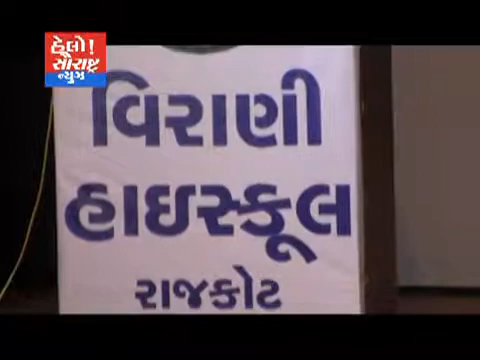 હેલો!
સૌરાષ્ટ્ર
ન્યુઝ
વિરાણી
હાઇસ્કૂલ
રાજકોટ